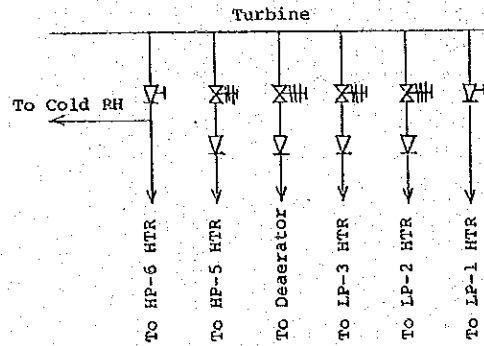 Turbine
To Cold RH
To HP-6 HTR
To HP-5 HTR
To Deaerator
To LP-3 HTR
To LP-2 HTR
To LP-1 HTR